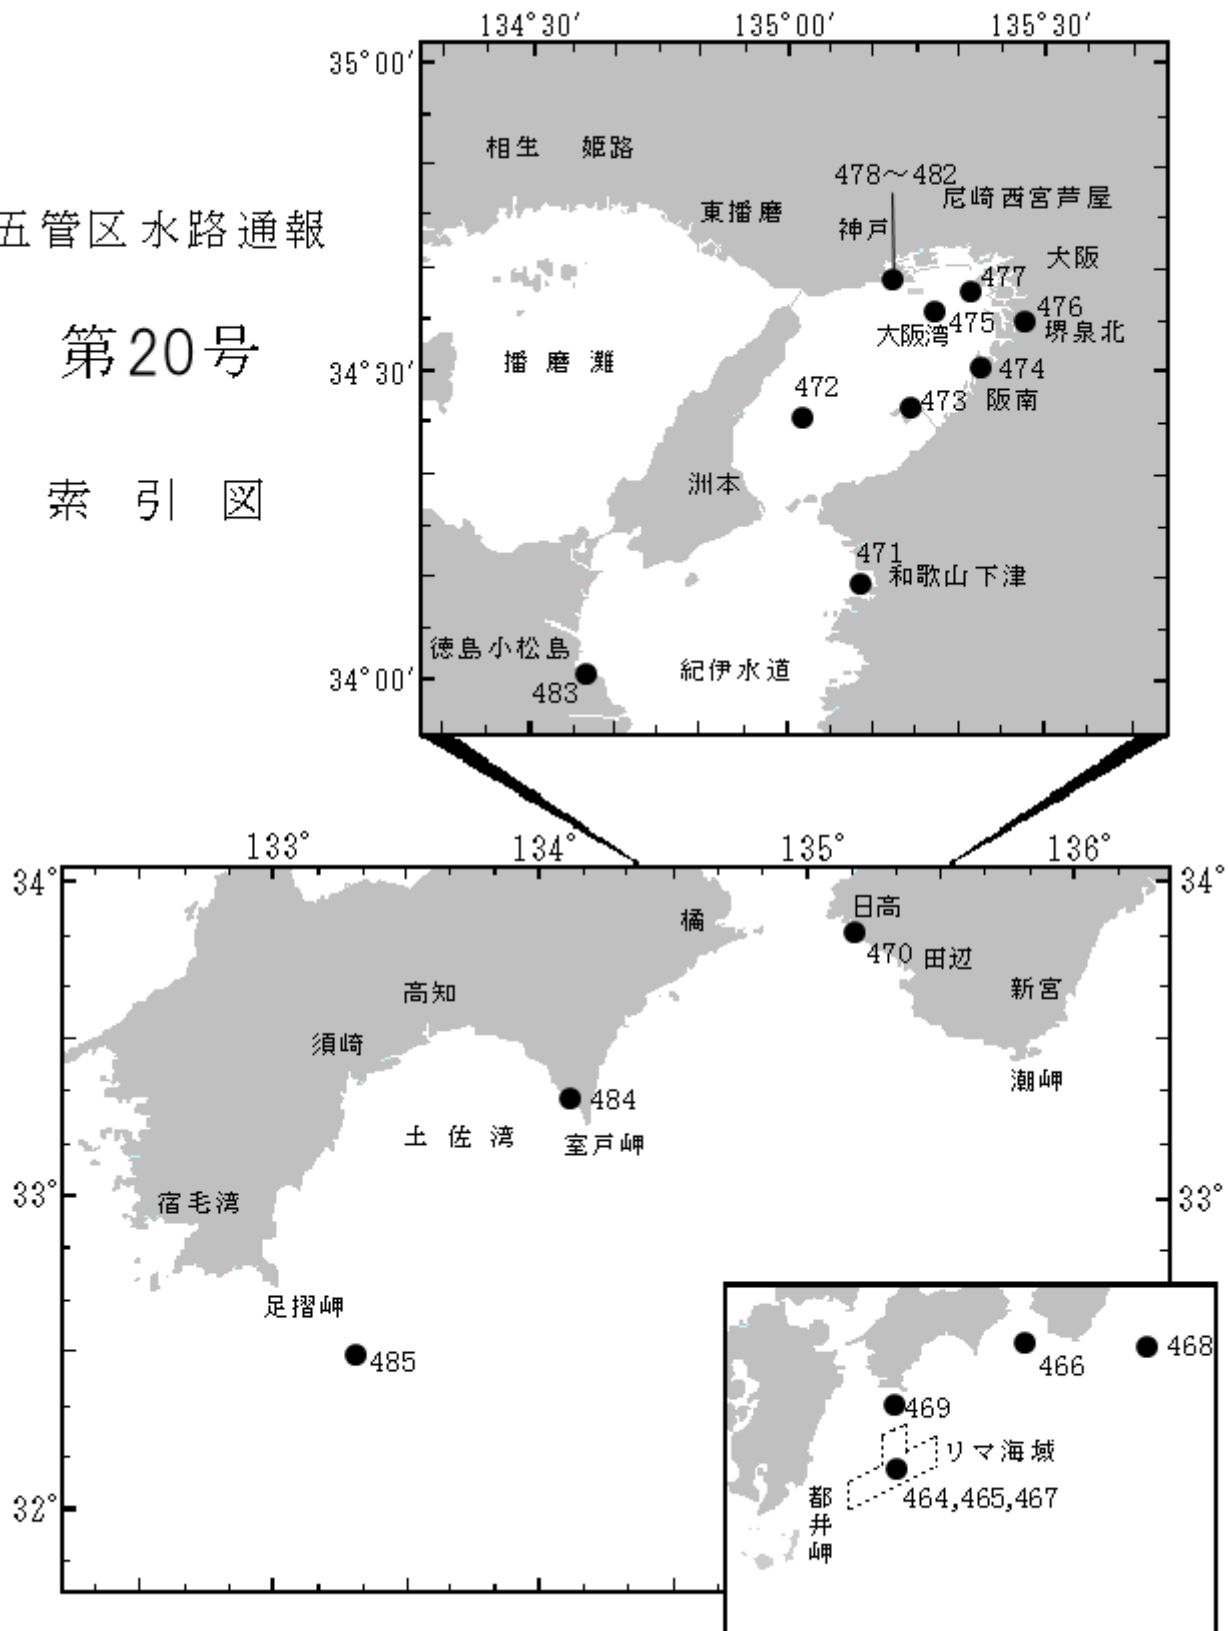 134°30′ 135°00′ 135°30′
35°00′
相生 姫路
478～482
尼崎西宮芦屋
東播磨
神戸
五管区水路通報
大阪
477
476
475
大阪湾
堺泉北
第20号
播磨灘
34°30′
474
472
473
阪南
洲本
索引図
471
和歌山下津
徳島小松島
紀伊水道
34°00′
483
133° 134° 135° 136°
34° 34°
日高
橘
470 田辺
高知
新宮
須崎
潮岬
484
土佐湾
室戸岬
33° 33°
宿毛湾
足摺岬
485
466
468
469
リマ海域
464,465,467
都井岬
32°